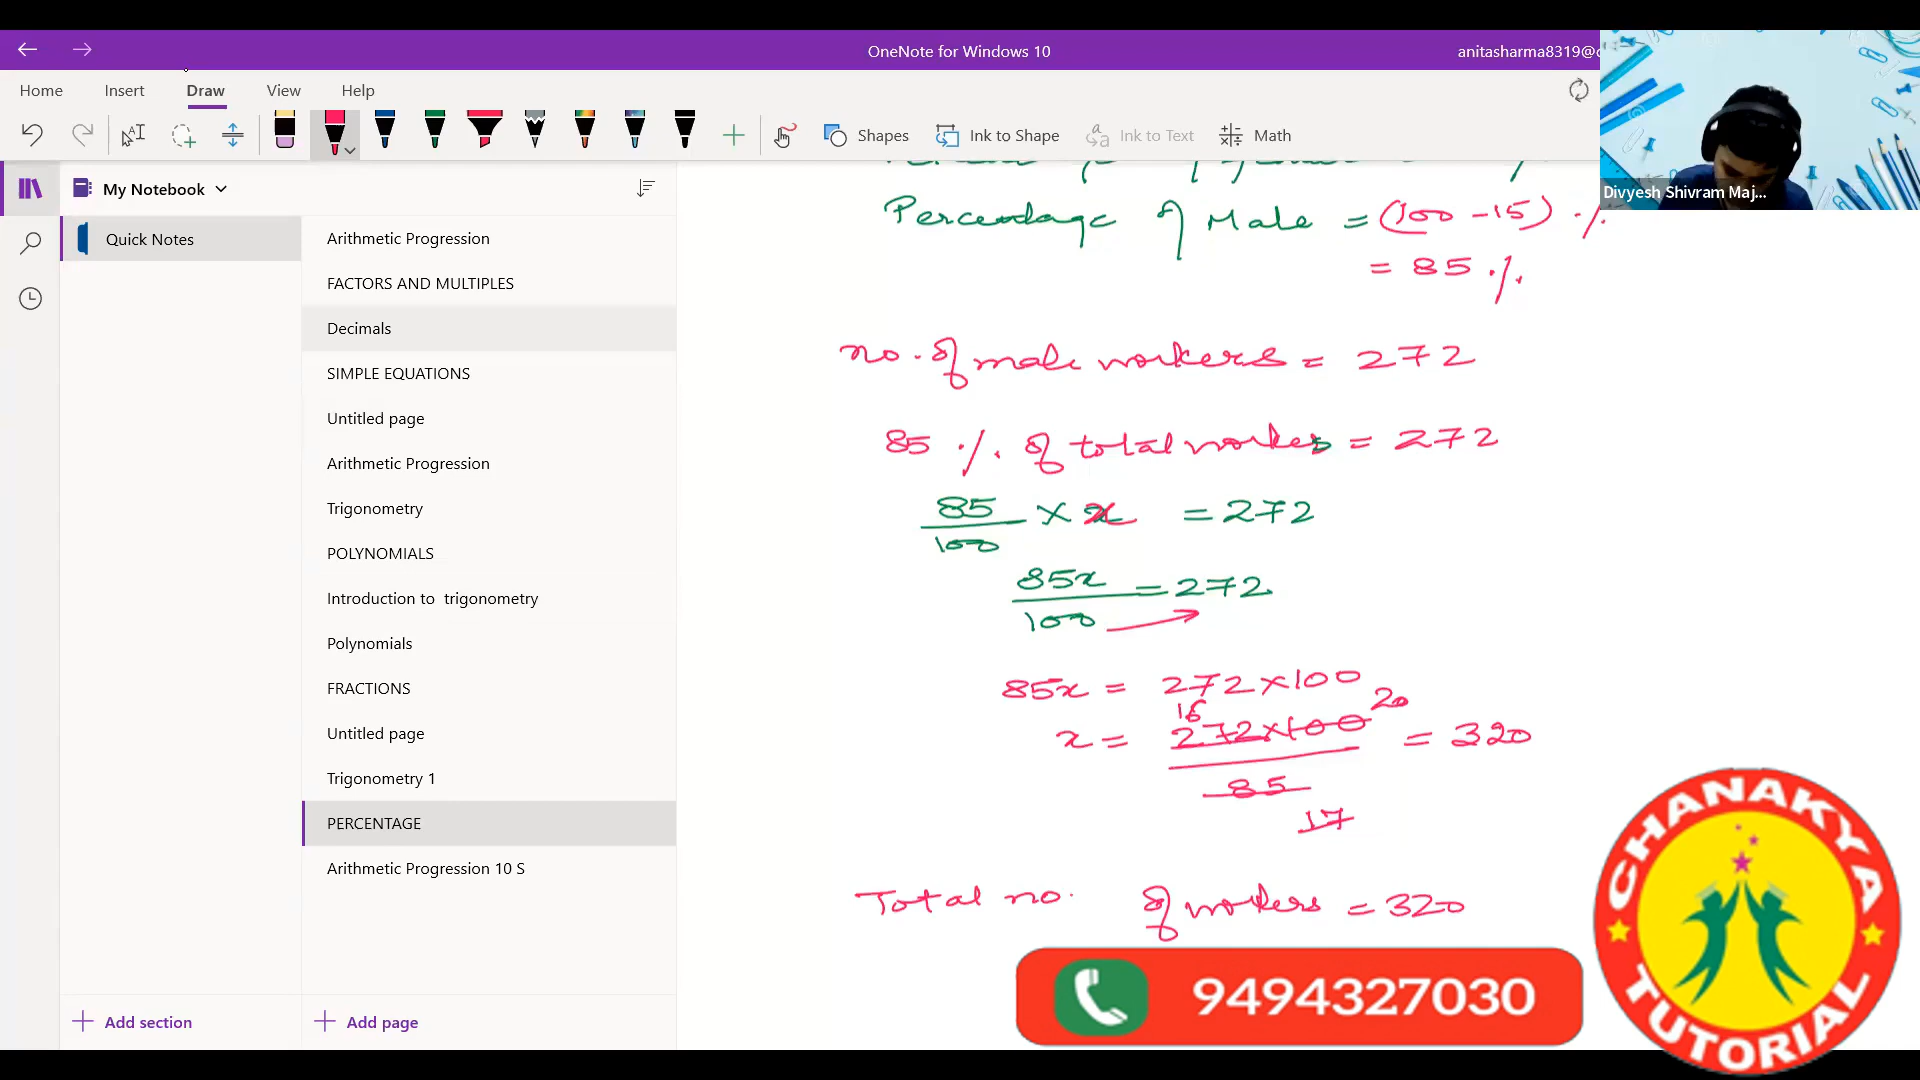 OneNote for Windows 10
anitasharma8319@
Home Insert Draw View Help
Shapes Ink to Shape Ink to Text Math
My Notebook
Quick Notes
Arithmetic Progression
FACTORS AND MULTIPLES
Decimals
SIMPLE EQUATIONS
Untitled page
Arithmetic Progression
Trigonometry
POLYNOMIALS
Introduction to trigonometry
Polynomials
FRACTIONS
Untitled page
Trigonometry 1
PERCENTAGE
Arithmetic Progression 10 S
Add section
Add page
Divyesh Shivram Maj...
Percentage of Male = (100 - 15) %
= 85 %
no. of male workers = 272
85 % of total workers = 272
85/100 × x = 272
85x/100 = 272
85x = 272 × 100
x = 272 × 100 / 85 = 320
16 20
17
Total no. of workers = 320
9494327030
CHANAKYA
TUTORIAL